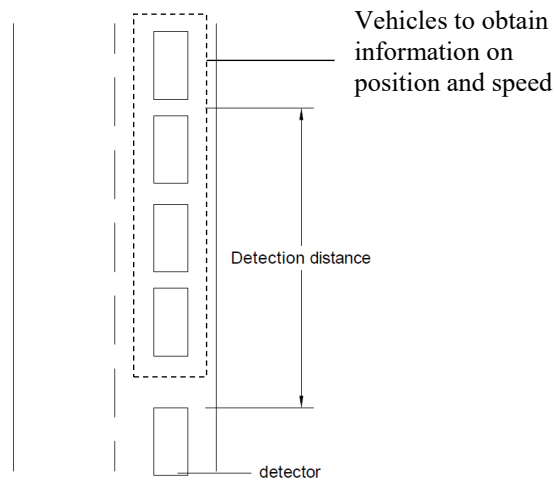 Vehicles to obtain
information on
position and speed
Detection distance
detector